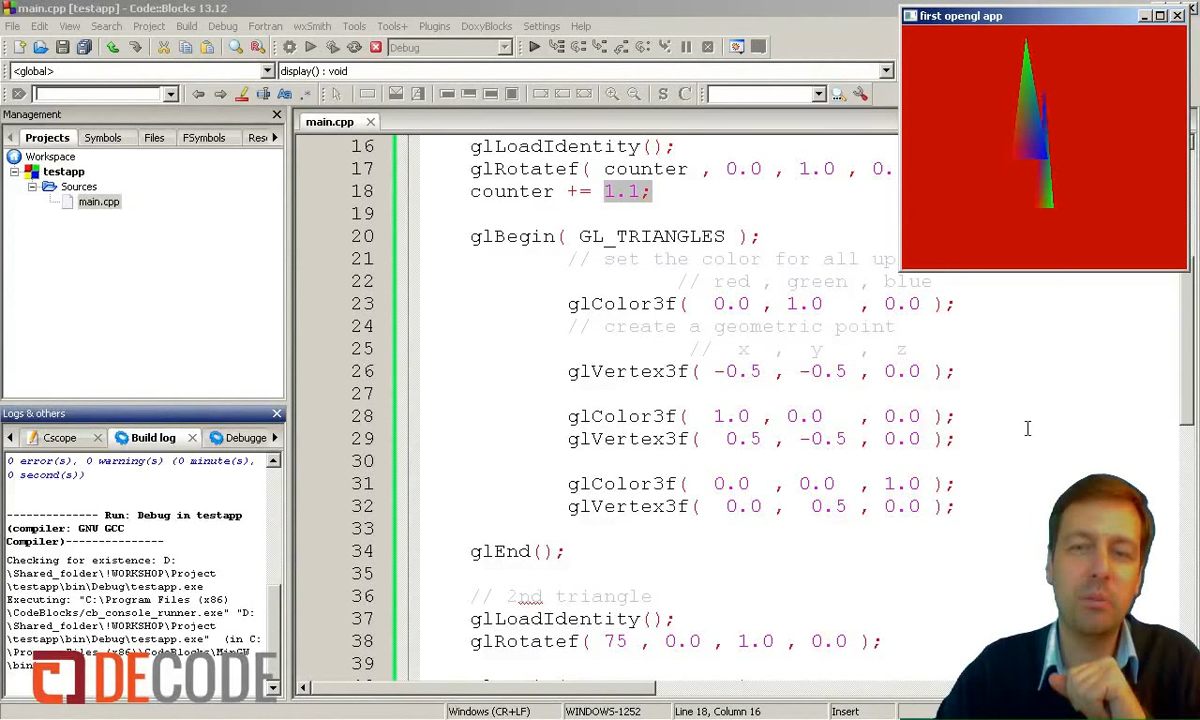 main.cpp [testapp] - Code::Blocks 13.12
File Edit View Search Project Build Debug Fortran wxSmith Tools Tools+ Plugins DoxyBlocks Settings Help
Debug
<global>
display() : void
Management
Projects Symbols Files FSymbols Res
Workspace
testapp
Sources
main.cpp
main.cpp
16 glLoadIdentity();
17 glRotatef( counter , 0.0 , 1.0 , 0.
18 counter += 1.1;
19
20 glBegin( GL_TRIANGLES );
21 // set the color for all up
22 // red , green , blue
23 glColor3f( 0.0 , 1.0 , 0.0 );
24 // create a geometric point
25 // x , y , z
26 glVertex3f( -0.5 , -0.5 , 0.0 );
27
28 glColor3f( 1.0 , 0.0 , 0.0 );
29 glVertex3f( 0.5 , -0.5 , 0.0 );
30
31 glColor3f( 0.0 , 0.0 , 1.0 );
32 glVertex3f( 0.0 , 0.5 , 0.0 );
33
34 glEnd();
35
36 // 2nd triangle
37 glLoadIdentity();
38 glRotatef( 75 , 0.0 , 1.0 , 0.0 );
39
first opengl app
Logs & others
Cscope Build log Debugge
0 error(s), 0 warning(s) (0 minute(s),
0 second(s))
-------------- Run: Debug in testapp
(compiler: GNU GCC
Compiler)---------------
Checking for existence: D:
\Shared_folder\!WORKSHOP\Project
\testapp\bin\Debug\testapp.exe
Executing: "C:\Program Files (x86)
\CodeBlocks/cb_console_runner.exe" "D:
\Shared_folder\!WORKSHOP\Project
\testapp\bin\Debug\testapp.exe" (in C:
DECODE
Windows (CR+LF) WINDOWS-1252 Line 18, Column 16 Insert